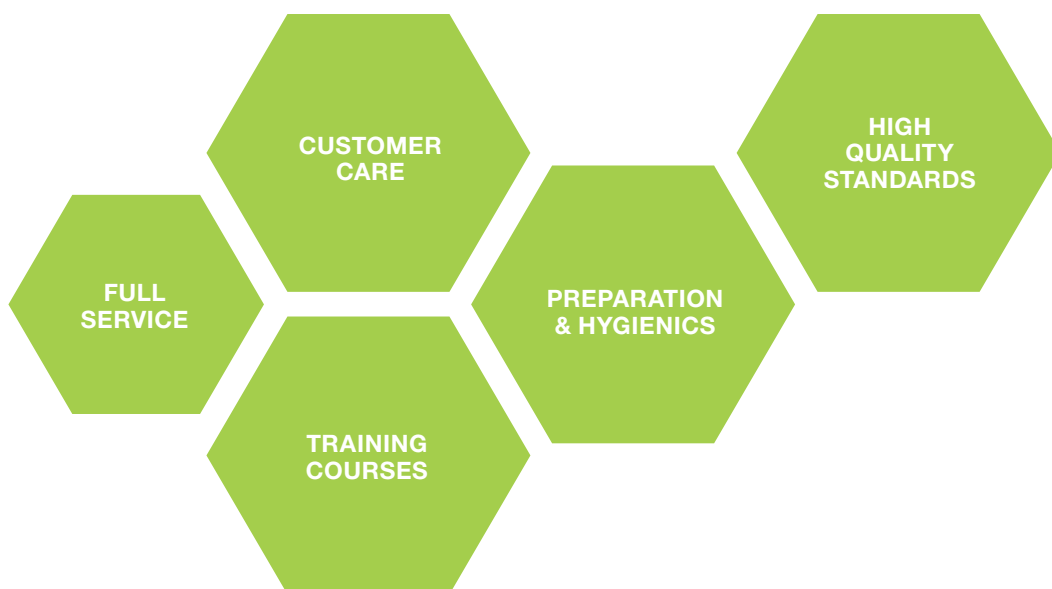 CUSTOMER
CARE
HIGH
QUALITY
STANDARDS
FULL
SERVICE
PREPARATION
& HYGIENICS
TRAINING
COURSES